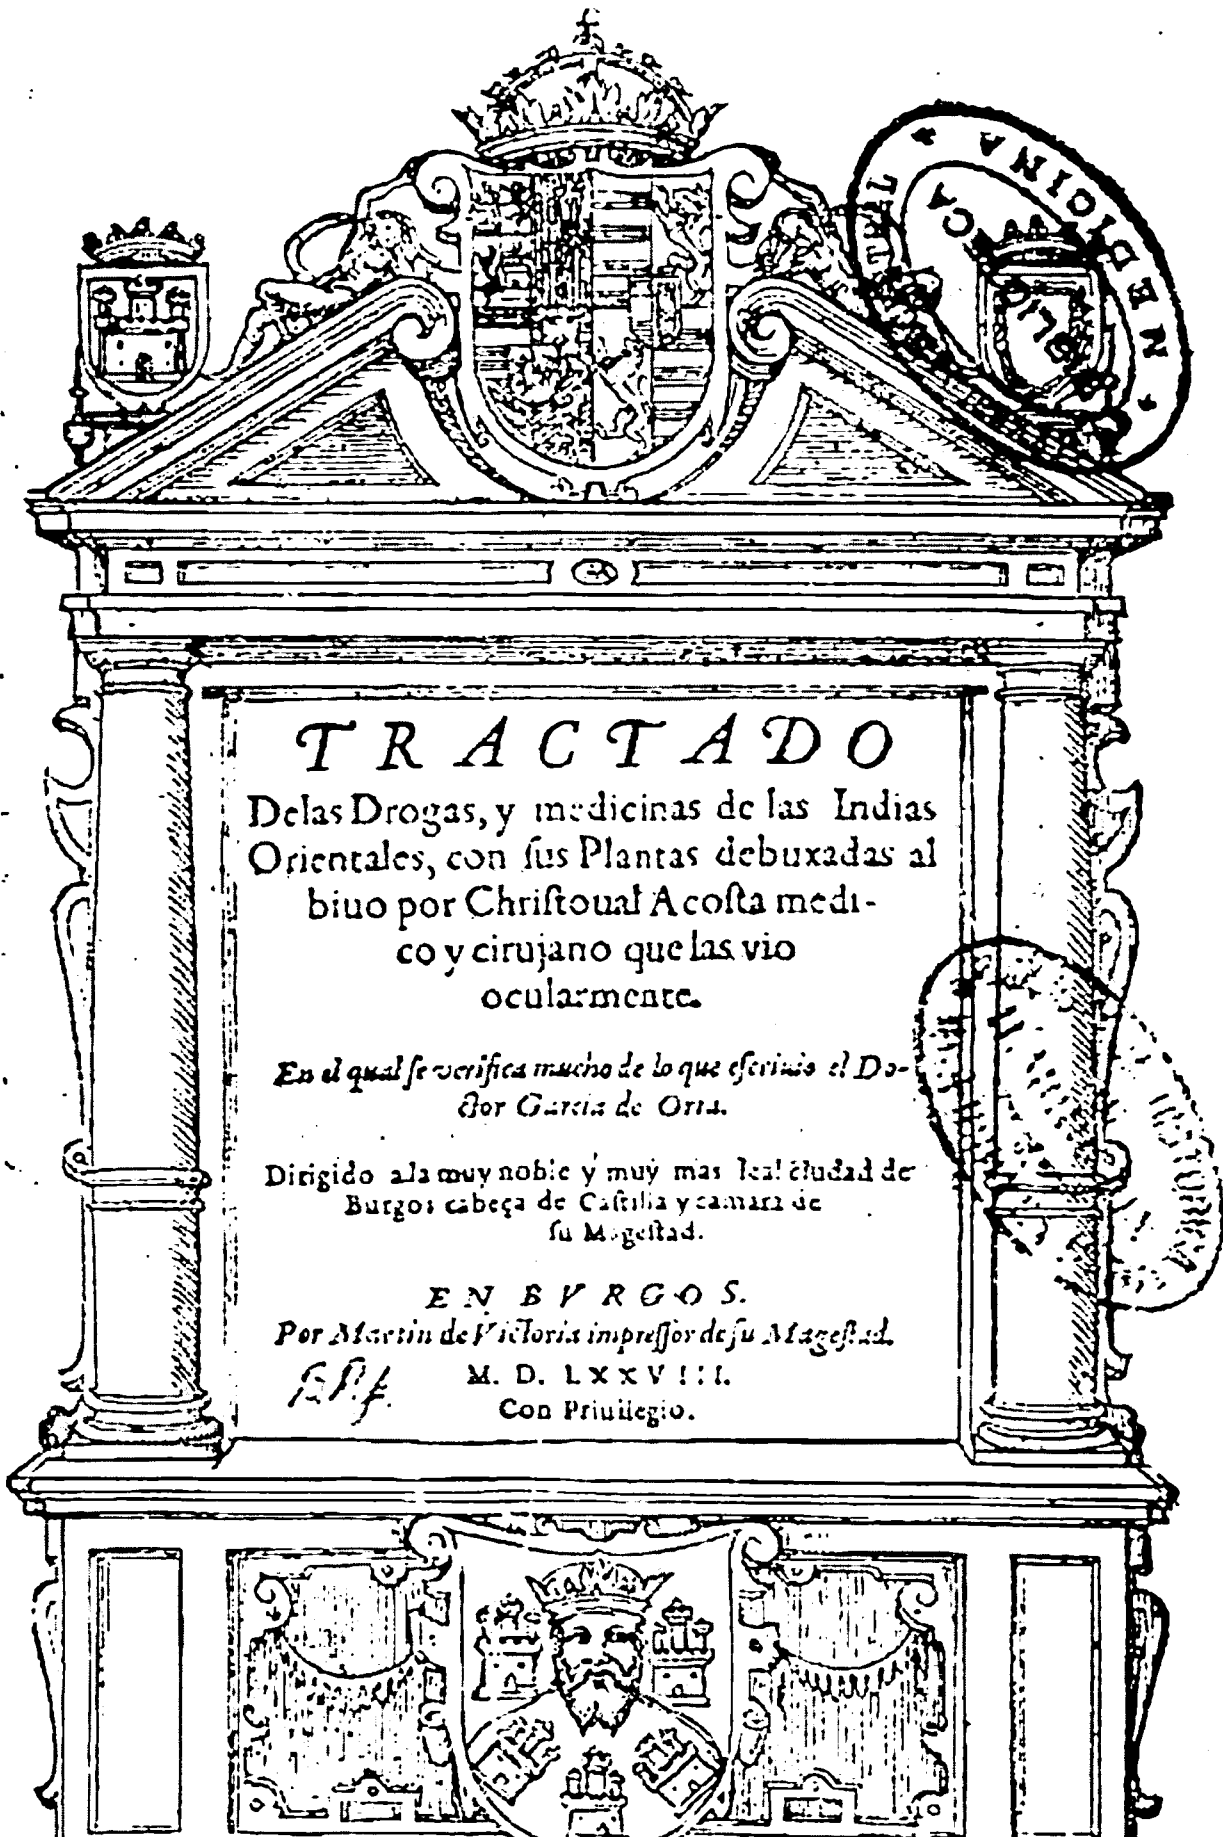 TRACTADO
Delas Drogas, y medicinas de las Indias
Orientales, con ſus Plantas debuxadas al
biuo por Chriſtoual Acoſta medi-
co y cirujano que las vio
ocularmente.
En el qual ſe verifica mucho de lo que eſcriuio el Do-
ctor Garcia de Orta.
Dirigido ala muy noble y muy mas leal ciudad de
Burgos cabeça de Caſtilla y camara de
ſu Mageſtad.
EN BVRGOS.
Por Martin de Victoria impreſſor de ſu Mageſtad.
M. D. LXXVIII.
Con Priuilegio.
MEDICINA